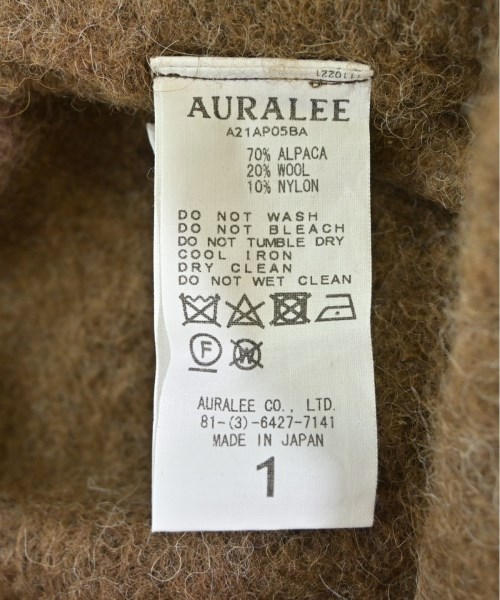 AURALEE
A21AP05BA
70% ALPACA
20% WOOL
10% NYLON
DO NOT WASH
DO NOT BLEACH
DO NOT TUMBLE DRY
COOL IRON
DRY CLEAN
DO NOT WET CLEAN
F W
AURALEE CO., LTD.
81-(3)-6427-7141
MADE IN JAPAN
1